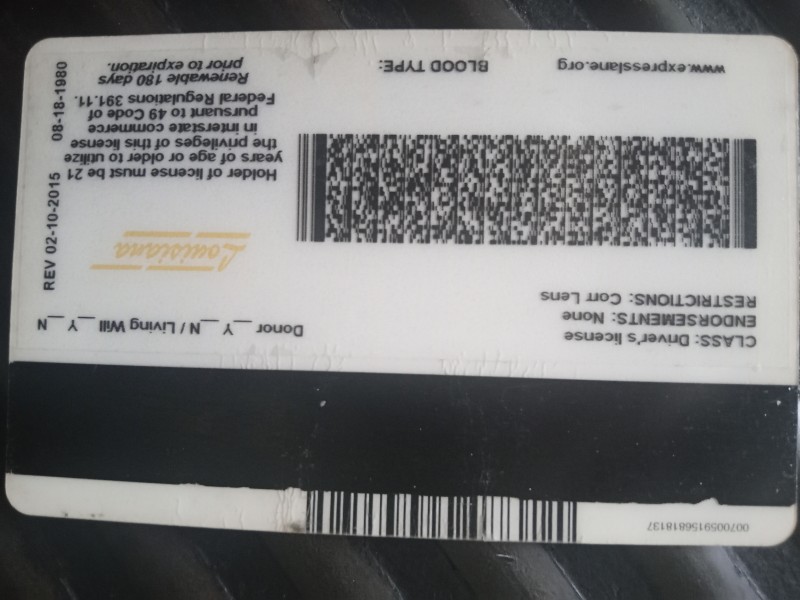 007005915681813​7
CLASS: Driver's license
ENDORSEMENTS: None
RESTRICTIONS: Corr Lens
Donor __Y __N / Living Will __Y __N
Louisiana
Holder of license must be 21
years of age or older to utilize
the privileges of this license
in interstate commerce
pursuant to 49 Code of
Federal Regulations 391.11.
Renewable 180 days
prior to expiration.
BLOOD TYPE:
www.expresslane.org
REV 02-10-2015
08-18-1980